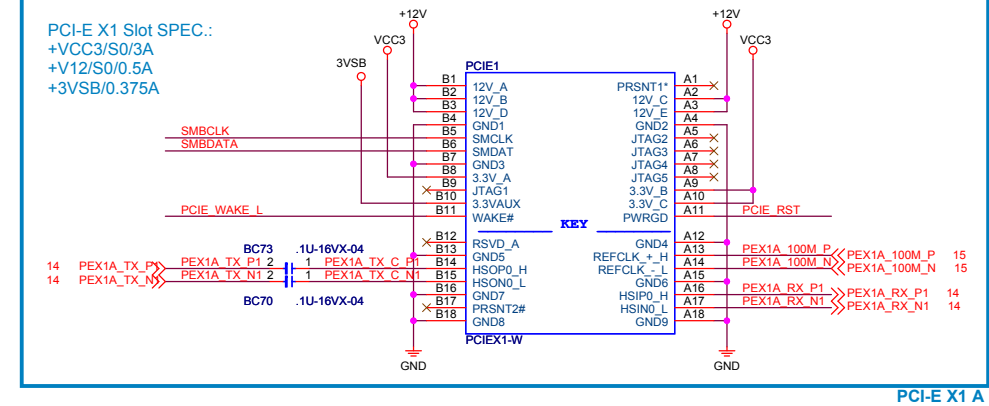 PCI-E X1 Slot SPEC.:
+VCC3/S0/3A
+V12/S0/0.5A
+3VSB/0.375A
+12V
+12V
VCC3
VCC3
3VSB
PCIE1
B1 12V_A PRSNT1* A1
B2 12V_B 12V_C A2
B3 12V_D 12V_E A3
B4 GND1 GND2 A4
SMBCLK B5 SMCLK JTAG2 A5
SMBDATA B6 SMDAT JTAG3 A6
B7 GND3 JTAG4 A7
B8 3.3V_A JTAG5 A8
B9 JTAG1 3.3V_B A9
B10 3.3VAUX 3.3V_C A10
PCIE_WAKE_L B11 WAKE# PWRGD A11 PCIE_RST
KEY
B12 RSVD_A GND4 A12
BC73 .1U-16VX-04 B13 GND5 REFCLK_+_H A13 PEX1A_100M_P PEX1A_100M_P 15
14 PEX1A_TX_P1 PEX1A_TX_P1 2 1 PEX1A_TX_C_P1 B14 HSOP0_H REFCLK_-_L A14 PEX1A_100M_N PEX1A_100M_N 15
14 PEX1A_TX_N1 PEX1A_TX_N1 2 1 PEX1A_TX_C_N1 B15 HSON0_L GND6 A15
B16 GND7 HSIP0_H A16 PEX1A_RX_P1 PEX1A_RX_P1 14
BC70 .1U-16VX-04 B17 PRSNT2# HSIN0_L A17 PEX1A_RX_N1 PEX1A_RX_N1 14
B18 GND8 GND9 A18
PCIEX1-W
GND
GND
PCI-E X1 A